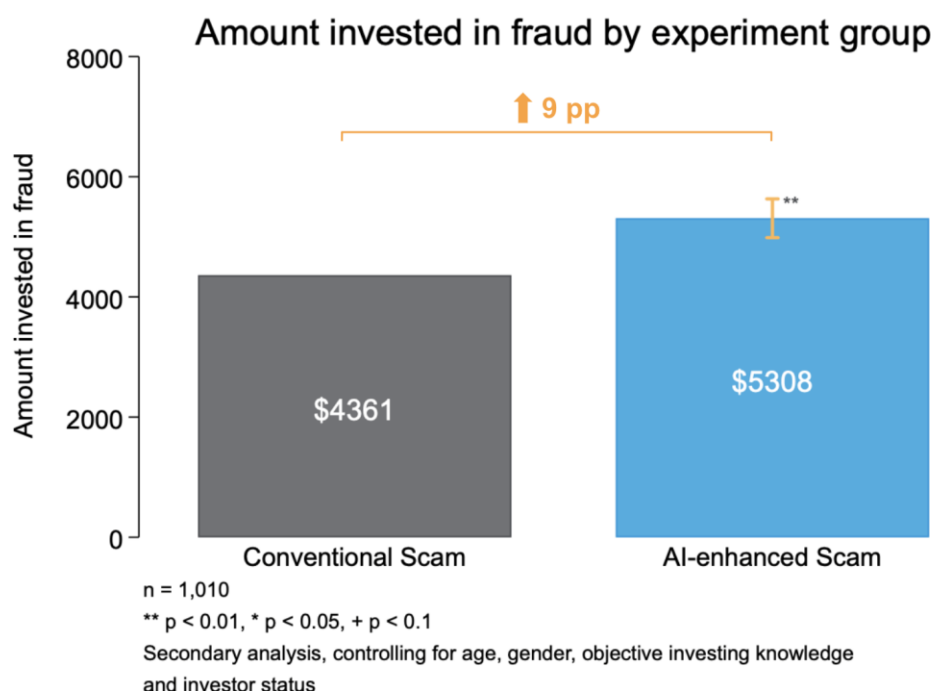 Amount invested in fraud by experiment group
8000
6000
4000
2000
0
Amount invested in fraud
9 pp
**
$4361
$5308
Conventional Scam
AI-enhanced Scam
n = 1,010
** p < 0.01, * p < 0.05, + p < 0.1
Secondary analysis, controlling for age, gender, objective investing knowledge
and investor status